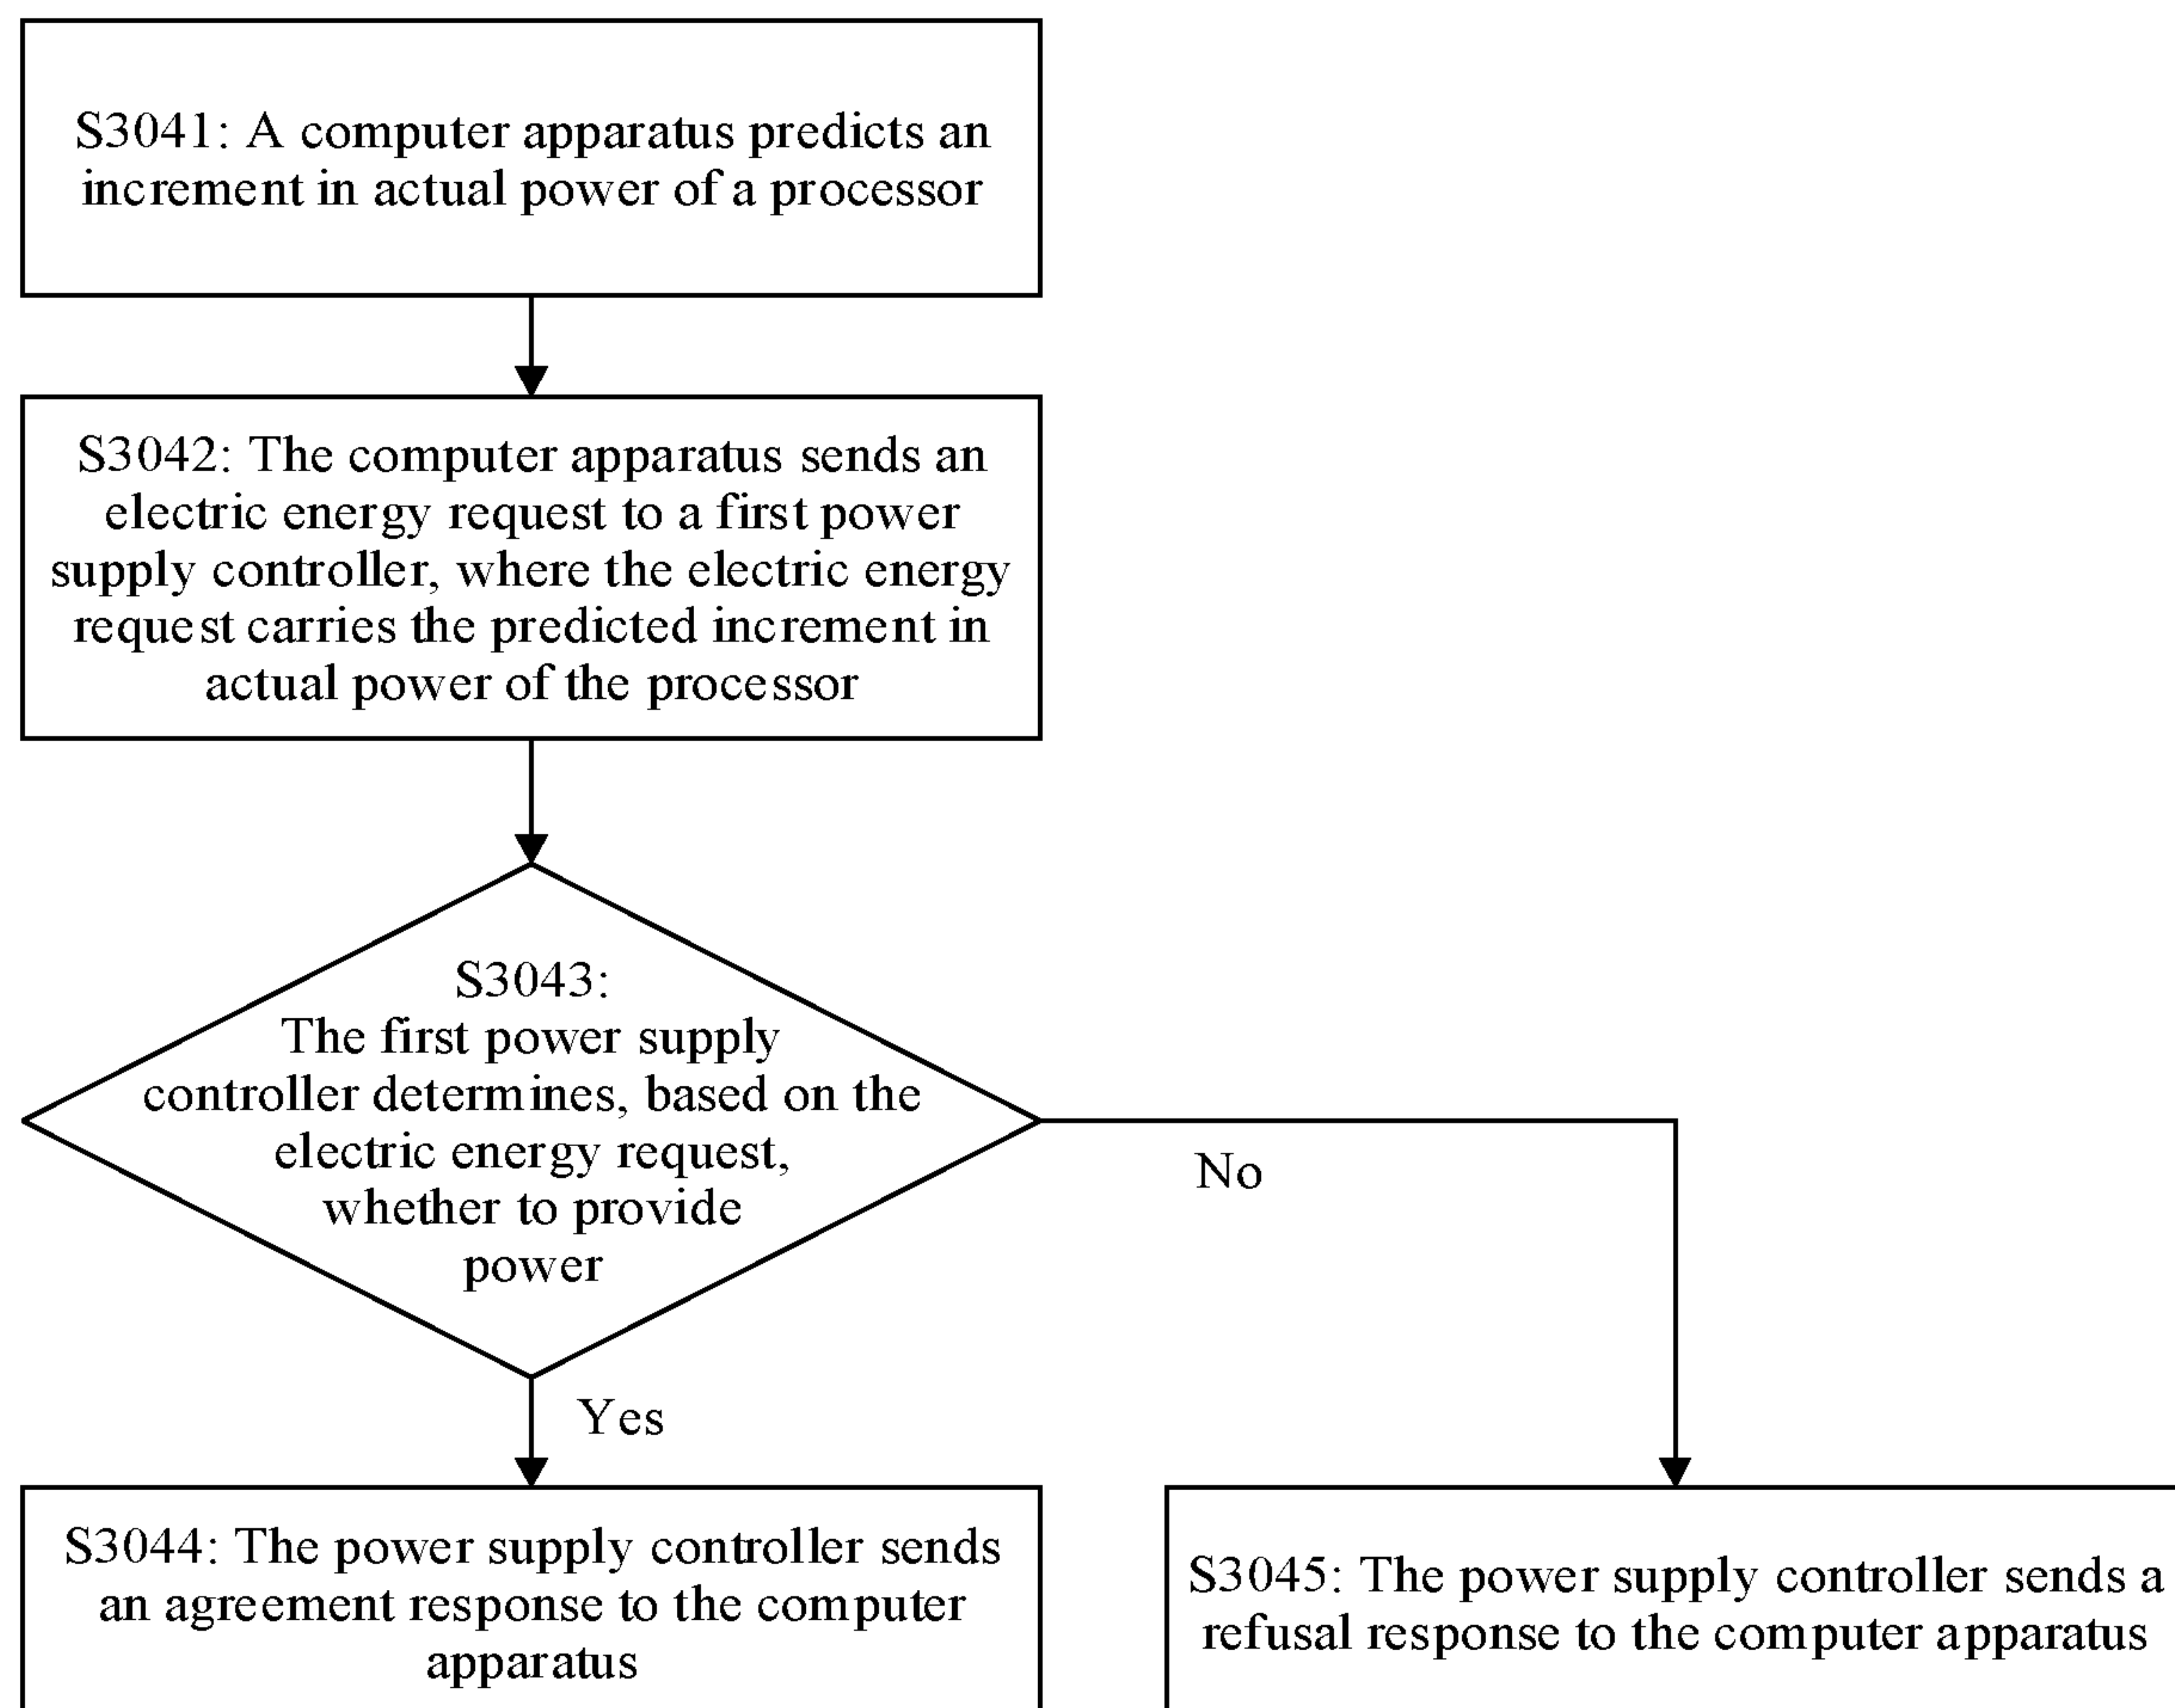 S3041: A computer apparatus predicts an
increment in actual power of a processor
S3042: The computer apparatus sends an
electric energy request to a first power
supply controller, where the electric energy
request carries the predicted increment in
actual power of the processor
S3043:
The first power supply
controller determines, based on the
electric energy request,
whether to provide
power
No
Yes
S3044: The power supply controller sends
an agreement response to the computer
apparatus
S3045: The power supply controller sends a
refusal response to the computer apparatus